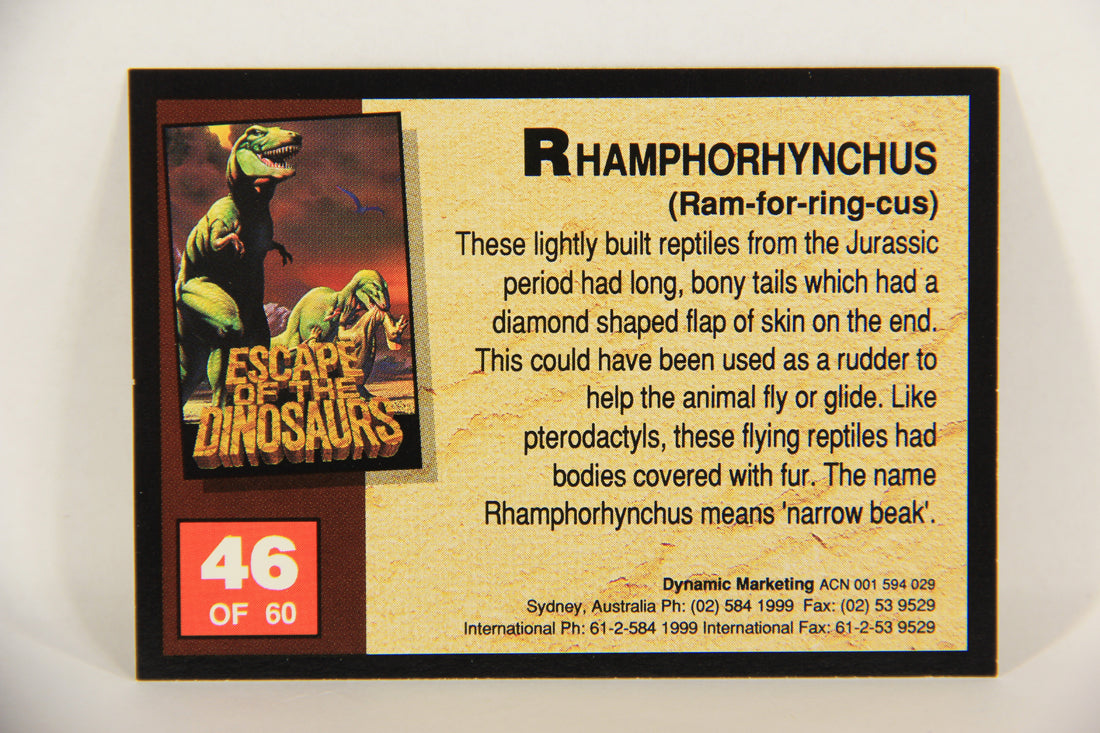 ESCAPE
OF THE
DINOSAURS
46
OF 60
RHAMPHORHYNCHUS
(Ram-for-ring-cus)
These lightly built reptiles from the Jurassic
period had long, bony tails which had a
diamond shaped flap of skin on the end.
This could have been used as a rudder to
help the animal fly or glide. Like
pterodactyls, these flying reptiles had
bodies covered with fur. The name
Rhamphorhynchus means 'narrow beak'.
Dynamic Marketing ACN 001 594 029
Sydney, Australia Ph: (02) 584 1999 Fax: (02) 53 9529
International Ph: 61-2-584 1999 International Fax: 61-2-53 9529